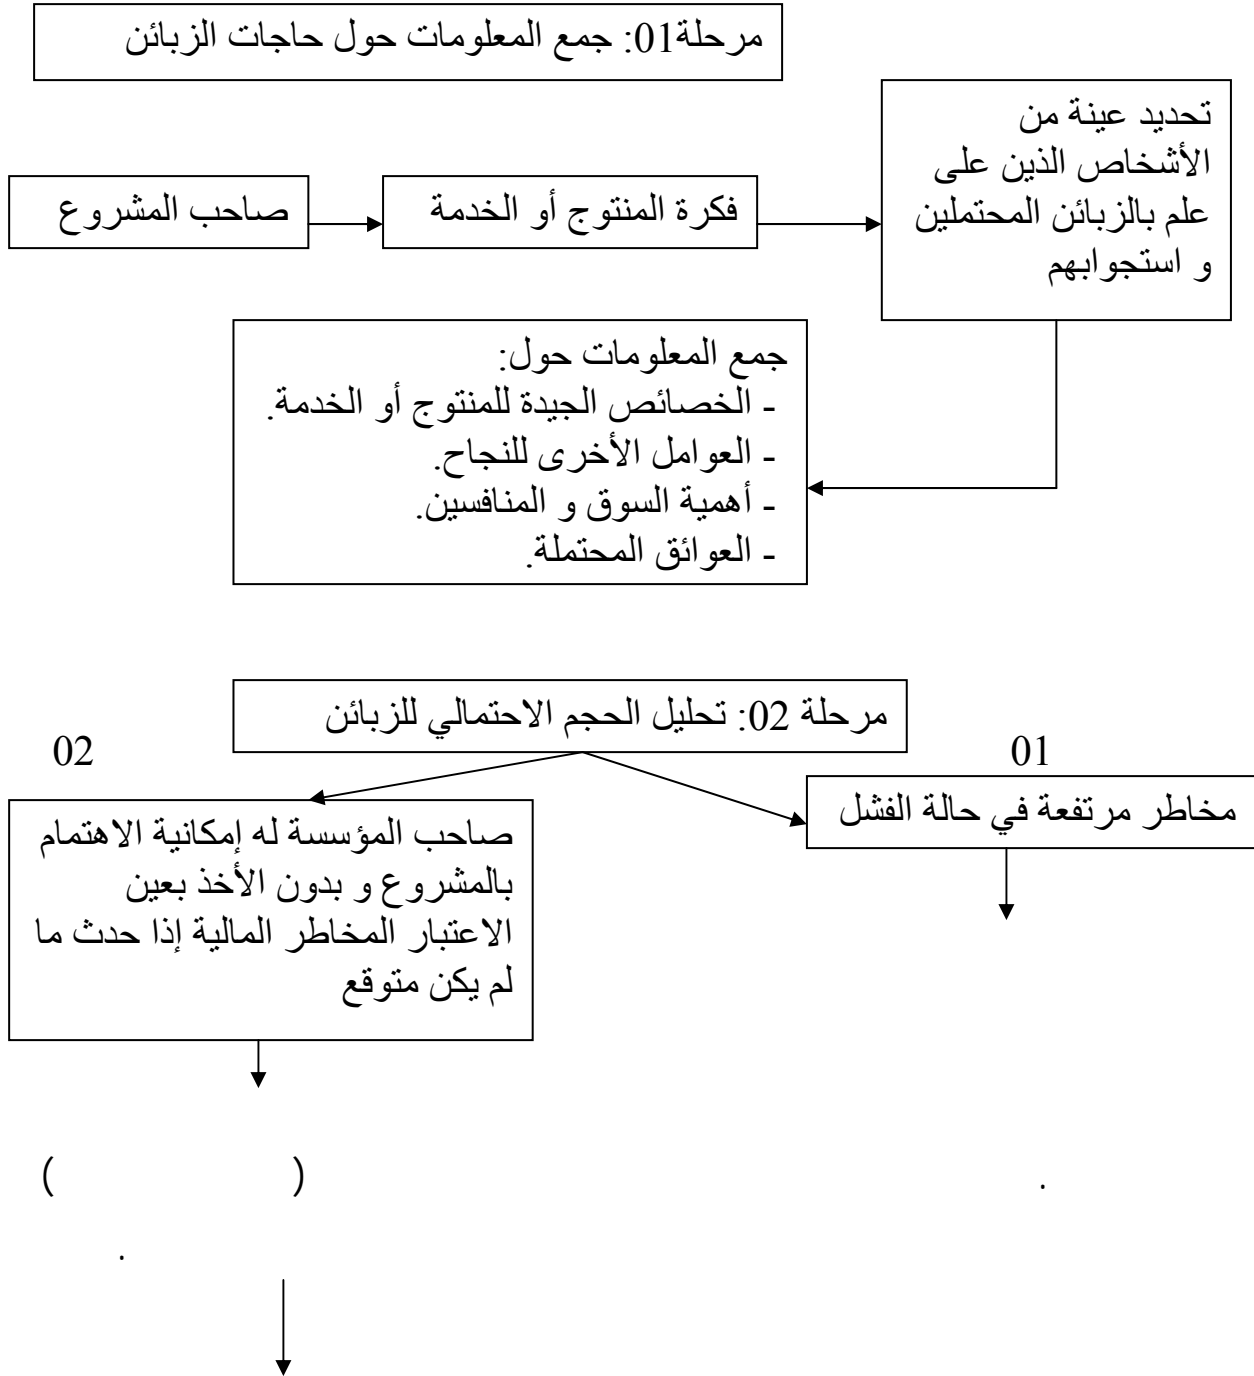 مرحلة01: جمع المعلومات حول حاجات الزبائن
تحديد عينة من
الأشخاص الذين على
علم بالزبائن المحتملين
و استجوابهم
فكرة المنتوج أو الخدمة
صاحب المشروع
جمع المعلومات حول:
- الخصائص الجيدة للمنتوج أو الخدمة.
- العوامل الأخرى للنجاح.
- أهمية السوق و المنافسين.
- العوائق المحتملة.
مرحلة 02: تحليل الحجم الاحتمالي للزبائن
01
02
مخاطر مرتفعة في حالة الفشل
صاحب المؤسسة له إمكانية الاهتمام
بالمشروع و بدون الأخذ بعين
الاعتبار المخاطر المالية إذا حدث ما
لم يكن متوقع
( )
.
.